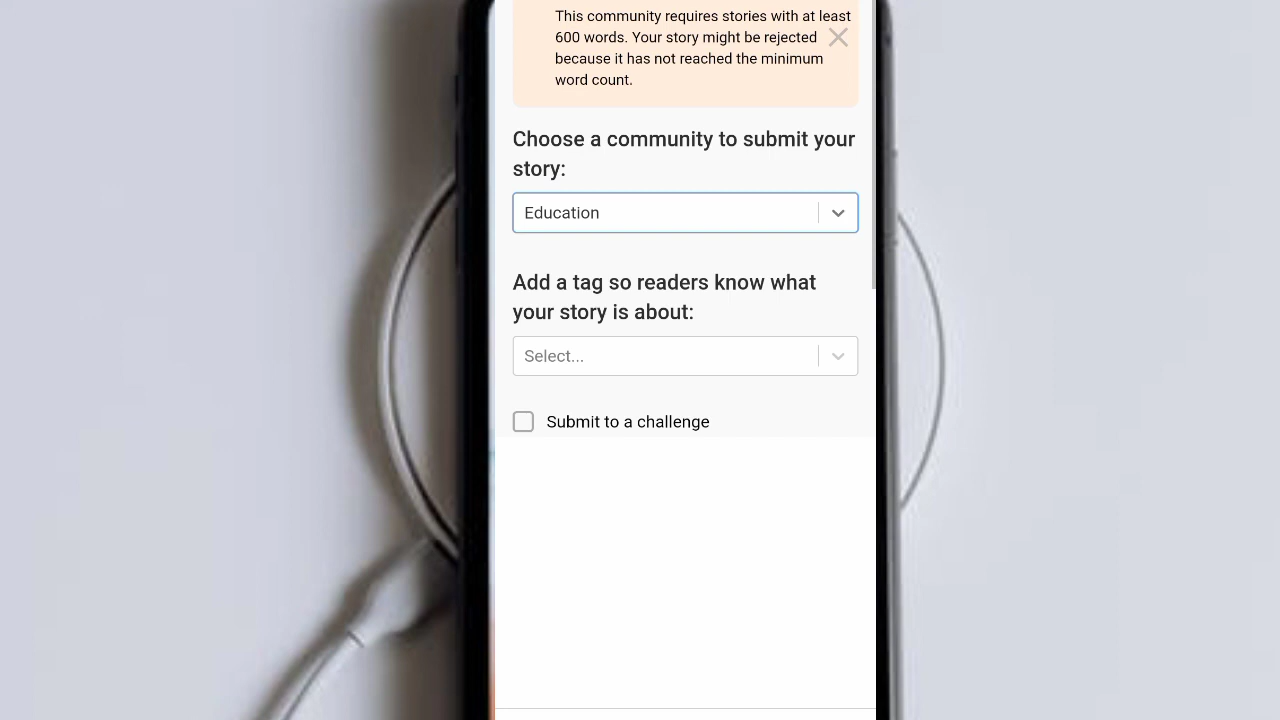 This community requires stories with at least
600 words. Your story might be rejected
because it has not reached the minimum
word count.
Choose a community to submit your
story:
Education
Add a tag so readers know what
your story is about:
Select...
Submit to a challenge